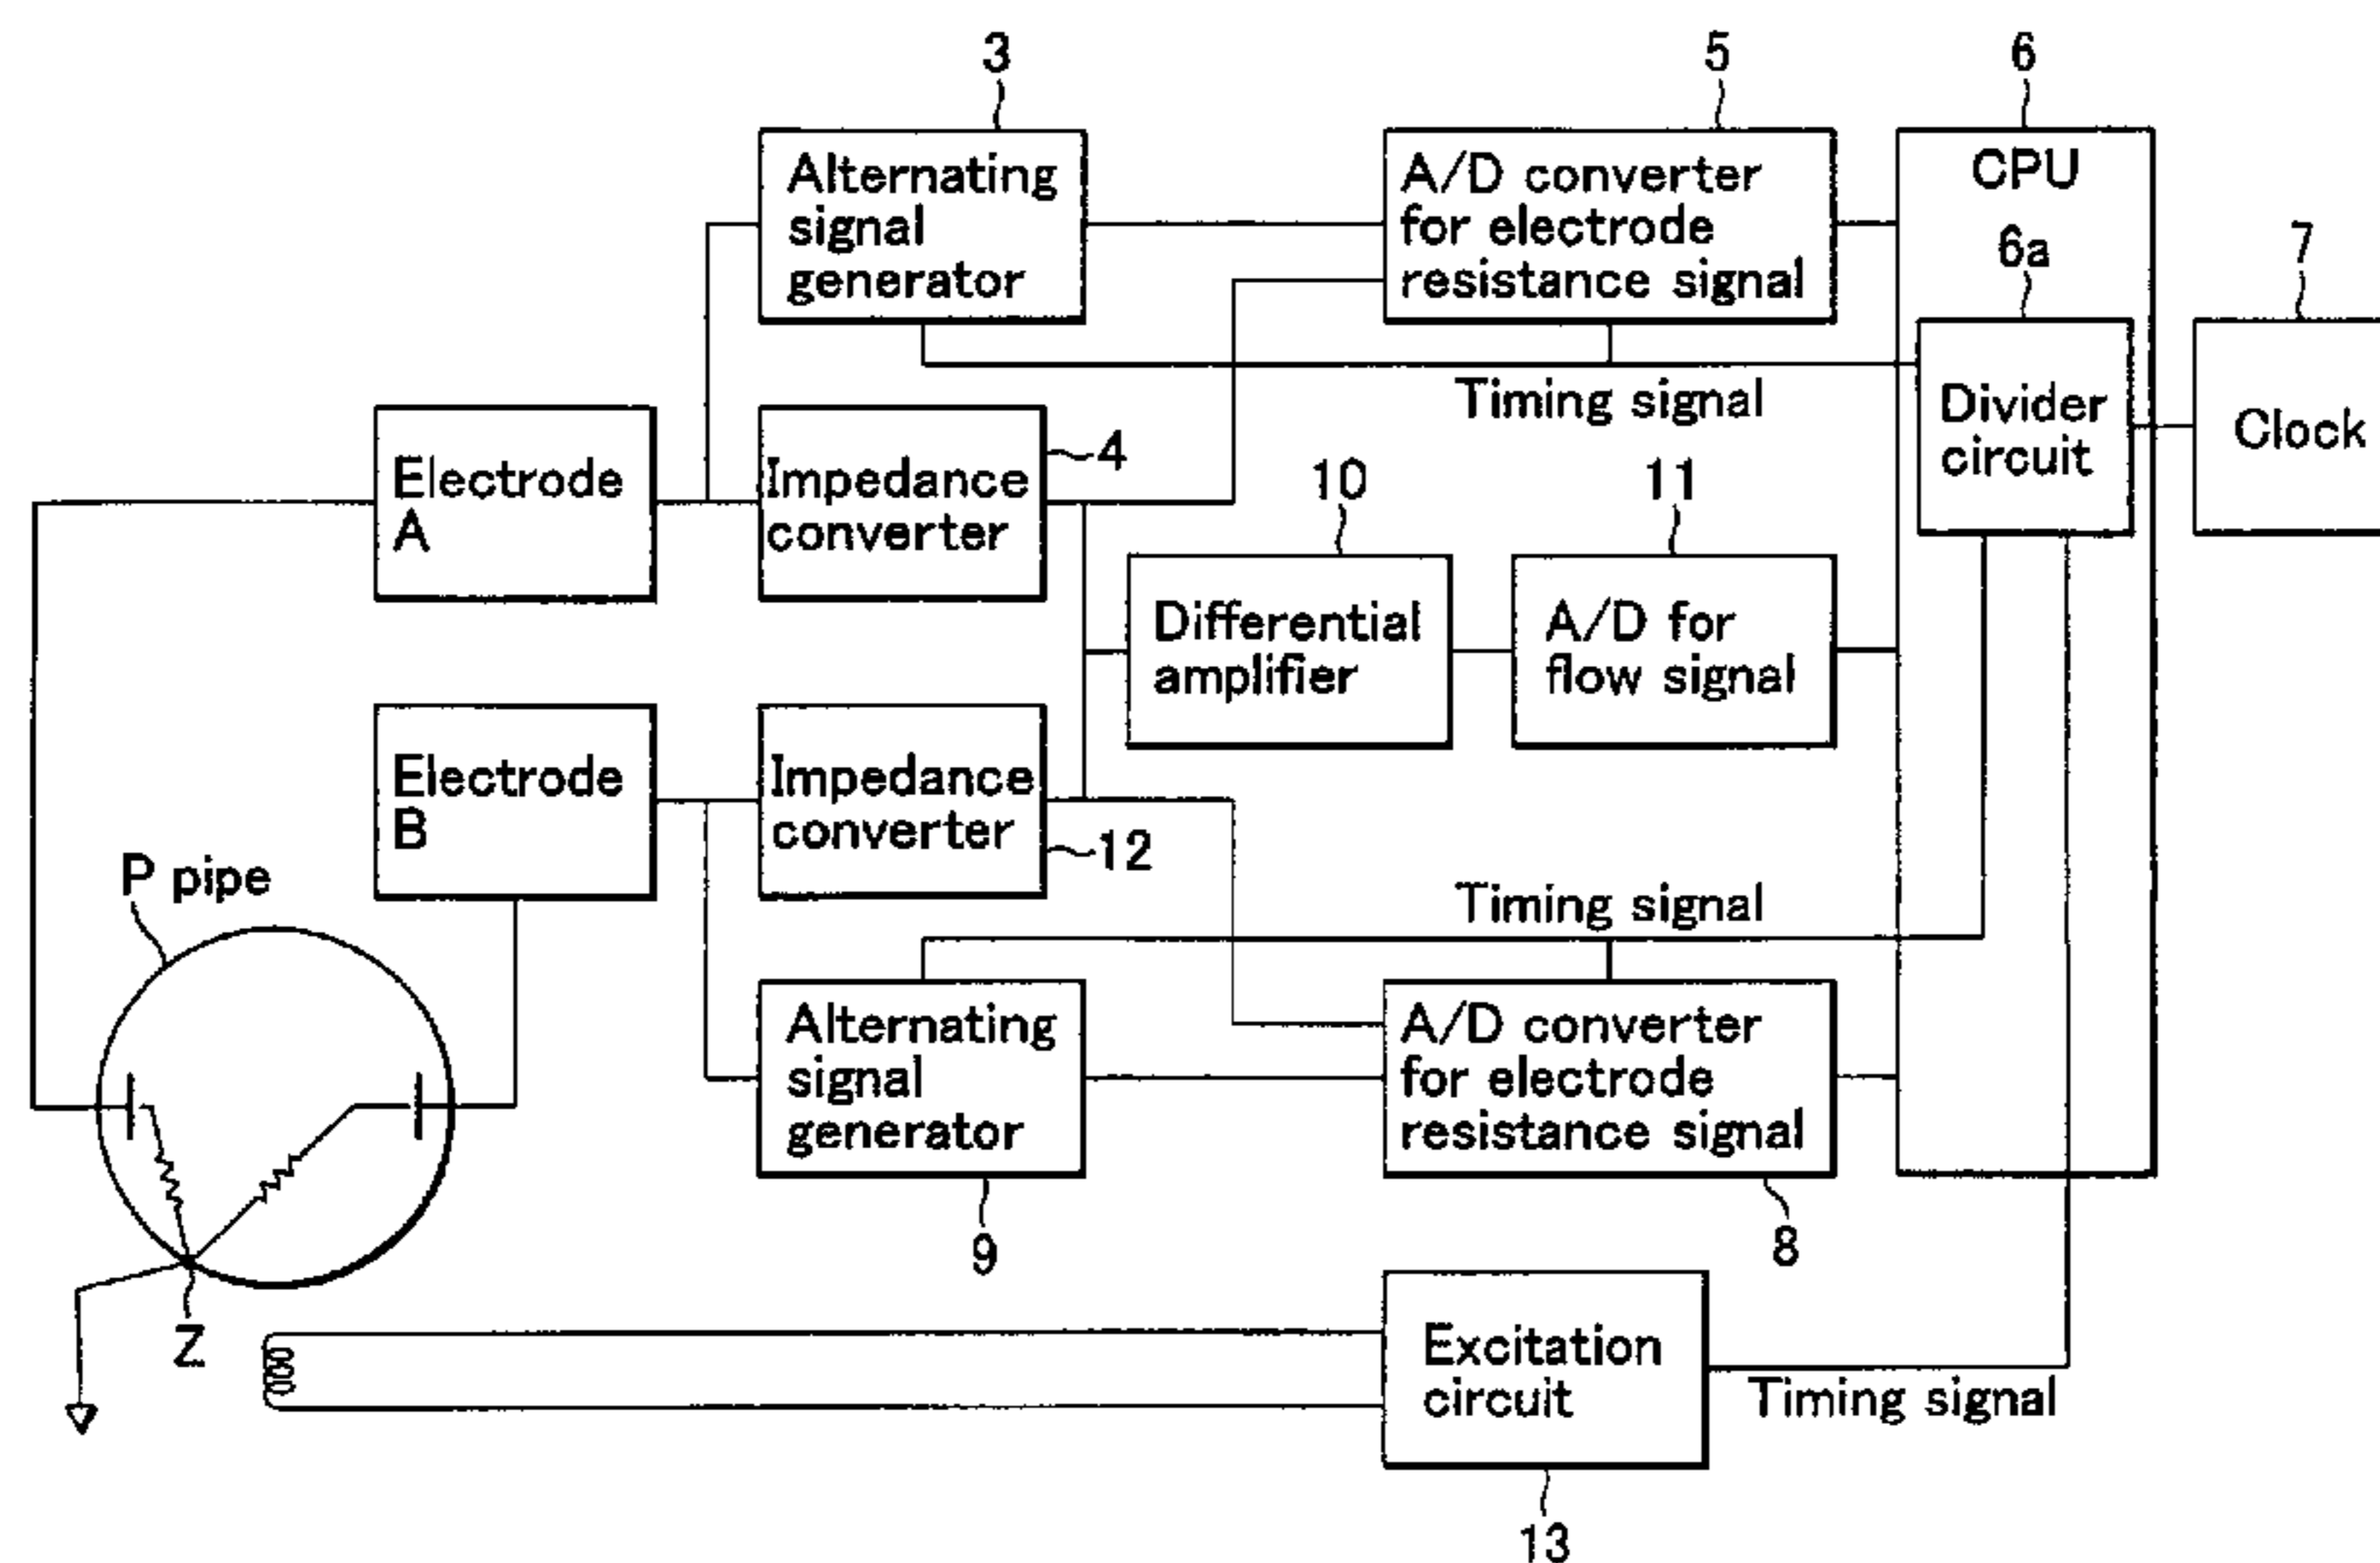 3
5
6
Alternating
signal
generator
A/D converter
for electrode
resistance signal
CPU
6a
7
Timing signal
Divider
circuit
Clock
Electrode
A
Impedance
converter
4
10
11
Differential
amplifier
A/D for
flow signal
Electrode
B
Impedance
converter
12
P pipe
Timing signal
Alternating
signal
generator
A/D converter
for electrode
resistance signal
9
8
Z
Excitation
circuit
Timing signal
13